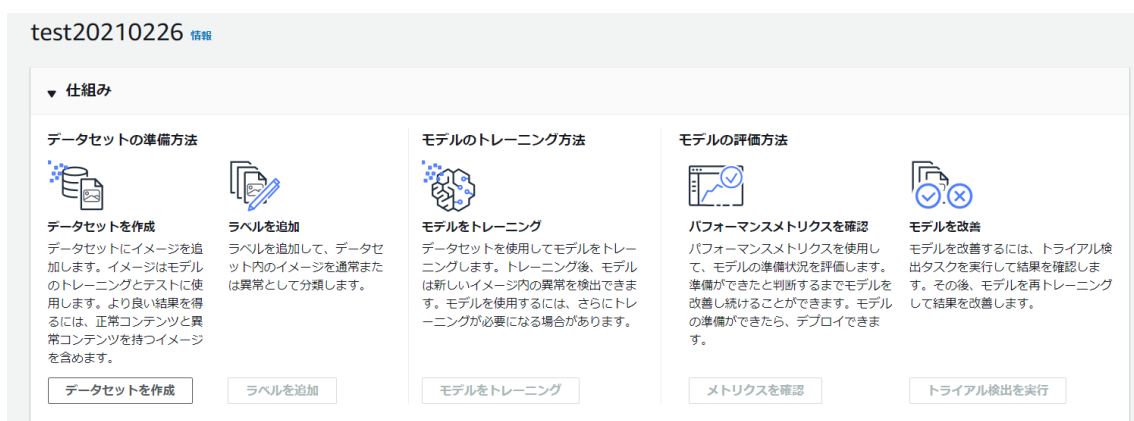 test20210226 情報
仕組み
データセットの準備方法
データセットを作成
データセットにイメージを追
加します。イメージはモデル
のトレーニングとテストに使
用します。より良い結果を得
るには、正常コンテンツと異
常コンテンツを持つイメージ
を含めます。
データセットを作成
ラベルを追加
ラベルを追加して、データセ
ット内のイメージを通常また
は異常として分類します。
ラベルを追加
モデルのトレーニング方法
モデルをトレーニング
データセットを使用してモデルをトレー
ニングします。トレーニング後、モデル
は新しいイメージ内の異常を検出できま
す。モデルを使用するには、さらにトレ
ーニングが必要になる場合があります。
モデルをトレーニング
モデルの評価方法
パフォーマンスメトリクスを確認
パフォーマンスメトリクスを使用し
て、モデルの準備状況を評価します。
準備ができたと判断するまでモデルを
改善し続けることができます。モデル
の準備ができたら、デプロイできま
す。
メトリクスを確認
モデルを改善
モデルを改善するには、トライアル検
出タスクを実行して結果を確認しま
す。その後、モデルを再トレーニング
して結果を改善します。
トライアル検出を実行